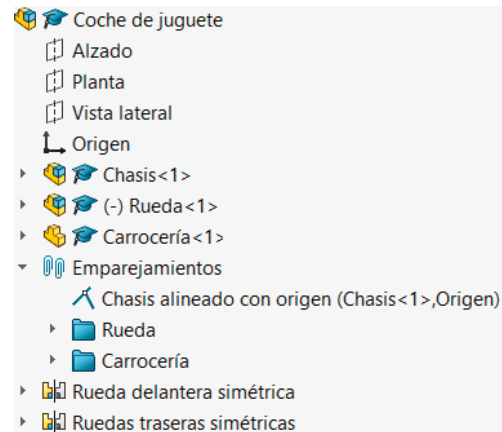 Coche de juguete
Alzado
Planta
Vista lateral
Origen
Chasis<1>
(-) Rueda<1>
Carrocería<1>
Emparejamientos
Chasis alineado con origen (Chasis<1>,Origen)
Rueda
Carrocería
Rueda delantera simétrica
Ruedas traseras simétricas